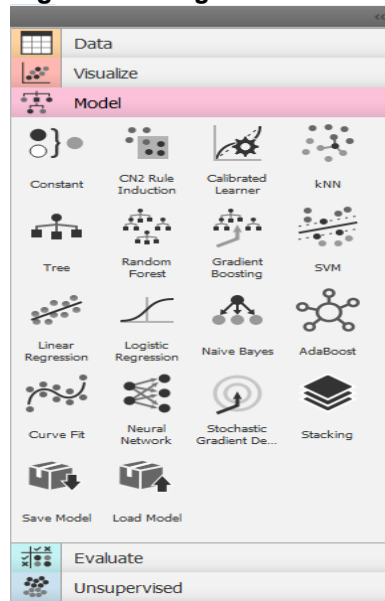 Data
Visualize
Model
Constant
CN2 Rule
Induction
Calibrated
Learner
kNN
Tree
Random
Forest
Gradient
Boosting
SVM
Linear
Regression
Logistic
Regression
Naive Bayes
AdaBoost
Curve Fit
Neural
Network
Stochastic
Gradient De...
Stacking
Save Model
Load Model
Evaluate
Unsupervised